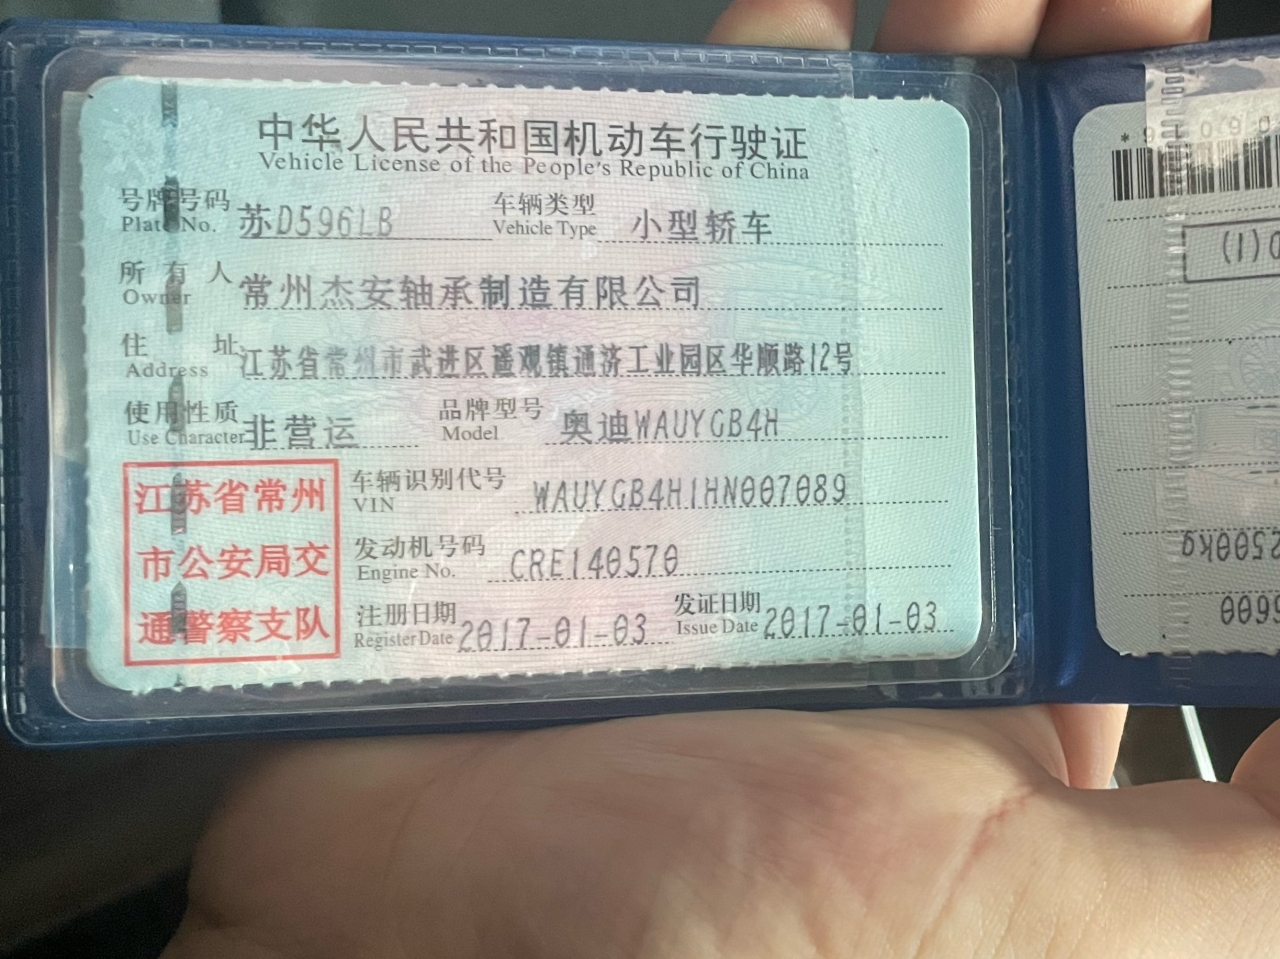 中华人民共和国机动车行驶证
Vehicle License of the People's Republic of China
号牌号码 苏D596LB 车辆类型 小型轿车
Plate No. Vehicle Type
所有人 常州杰安轴承制造有限公司
Owner
住址 江苏省常州市武进区遥观镇通济工业园区华顺路12号
Address
使用性质 非营运 品牌型号 奥迪WAUYGB4H
Use Character Model
江苏省常州
市公安局交
通警察支队
车辆识别代号 WAUYGB4H1HN007089
VIN
发动机号码 CRE140570
Engine No.
注册日期 2017-01-03 发证日期 2017-01-03
Register Date Issue Date
2500kg